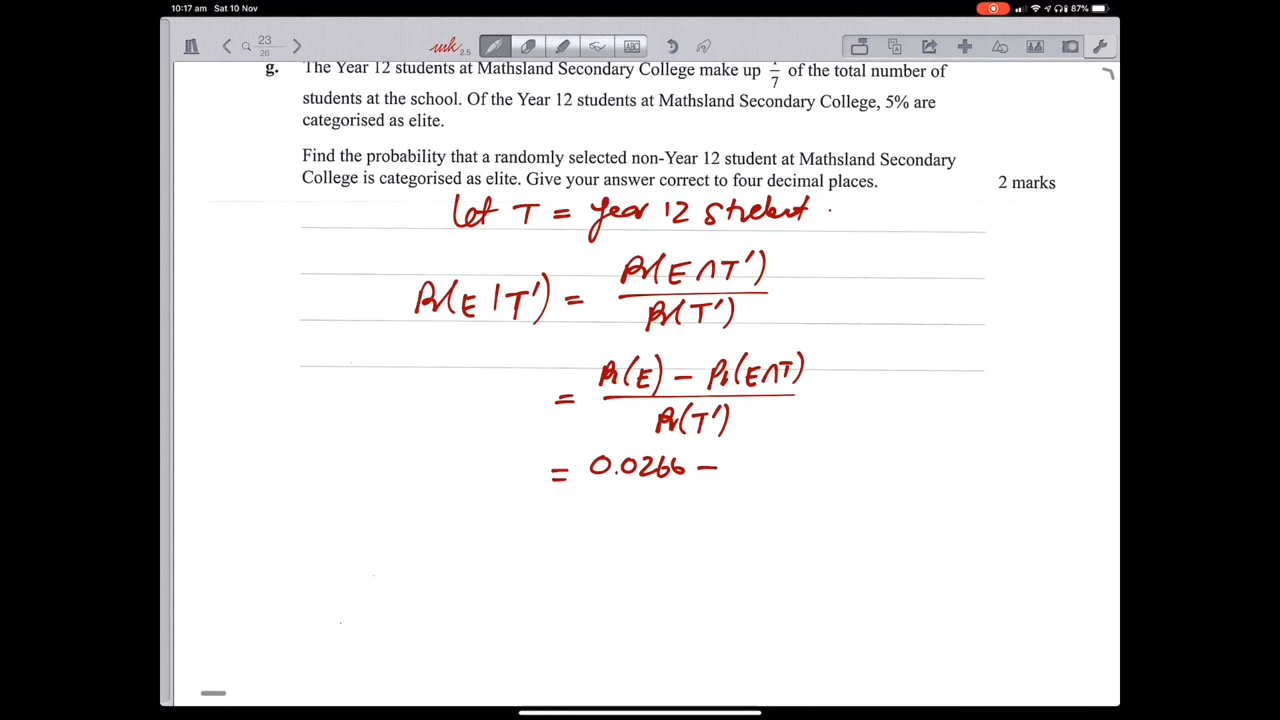 10:17 am Sat 10 Nov
87%
23
26
2.5
ABC
g. The Year 12 students at Mathsland Secondary College make up /7 of the total number of
students at the school. Of the Year 12 students at Mathsland Secondary College, 5% are
categorised as elite.
Find the probability that a randomly selected non-Year 12 student at Mathsland Secondary
College is categorised as elite. Give your answer correct to four decimal places.
2 marks
Let T = year 12 student
Pr(E | T') = Pr(E ∩ T') / Pr(T')
= Pr(E) − Pr(E∩T) / Pr(T')
= 0.0266 −